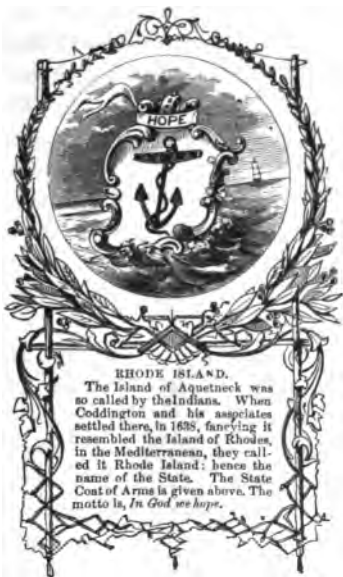 HOPE
RHODE ISLAND.
The Island of Aquetneck was
so called by the Indians. When
Coddington and his associates
settled there, in 1638, fancying it
resembled the Island of Rhodes,
in the Mediterranean, they call-
ed it Rhode Island; hence the
name of the State. The State
Coat of Arms is given above. The
motto is, In God we hope.